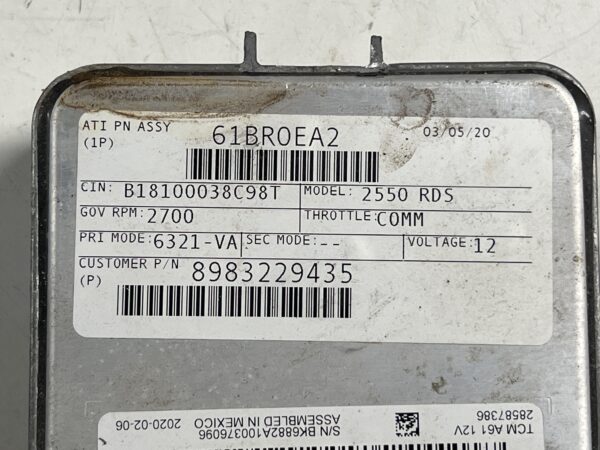 ATI PN ASSY 61BR0EA2 03/05/20
(1P)
CIN: B18100038C98T MODEL: 2550 RDS
GOV RPM: 2700 THROTTLE: COMM
PRI MODE: 6321-VA SEC MODE: -- VOLTAGE: 12
CUSTOMER P/N 8983229435
(P)
28587386
TCM A61 12V
S/N BK6882A100376096
ASSEMBLED IN MEXICO 2020-02-06